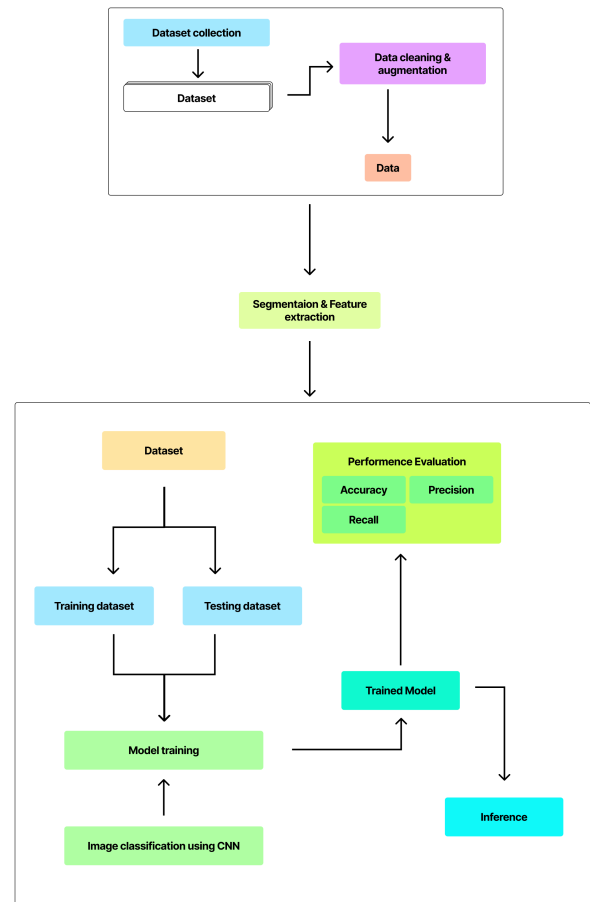 Dataset collection
Data cleaning &
augmentation
Dataset
Data
Segmentaion & Feature
extraction
Dataset
Performence Evaluation
Accuracy
Precision
Recall
Training dataset
Testing dataset
Trained Model
Model training
Inference
Image classification using CNN